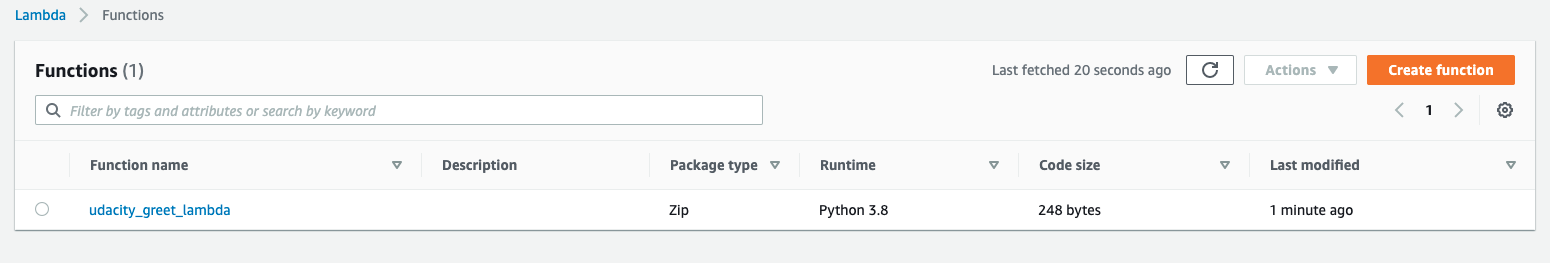 Lambda > Functions
Functions (1)
Last fetched 20 seconds ago
Actions
Create function
Filter by tags and attributes or search by keyword
1
Function name Description Package type Runtime Code size Last modified
udacity_greet_lambda Zip Python 3.8 248 bytes 1 minute ago